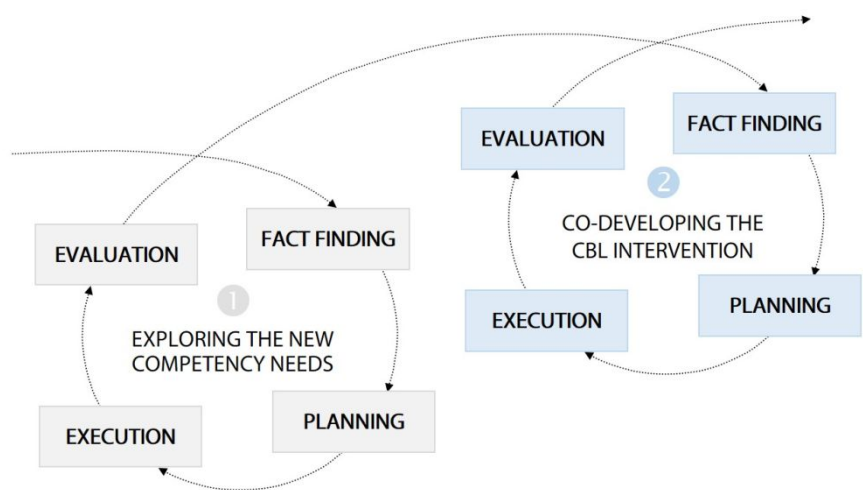 FACT FINDING
EVALUATION
1
EXPLORING THE NEW
COMPETENCY NEEDS
EXECUTION
PLANNING
EVALUATION
FACT FINDING
2
CO-DEVELOPING THE
CBL INTERVENTION
EXECUTION
PLANNING